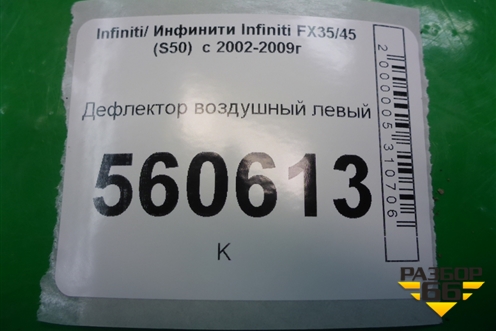 Infiniti/ Инфинити Infiniti FX35/45
(S50) с 2002-2009г
Дефлектор воздушный левый
560613
К
2000005310706
РАЗБОР
66